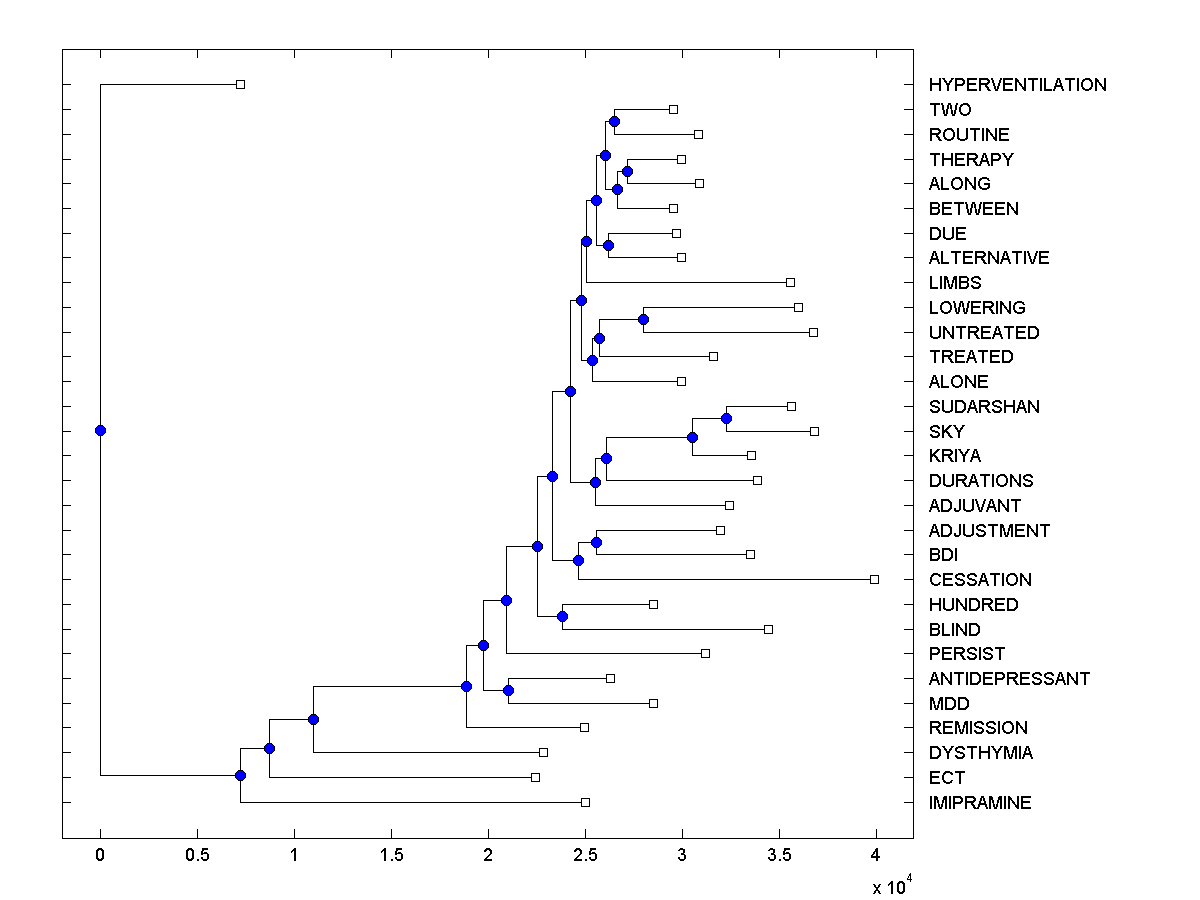 HYPERVENTILATION
TWO
ROUTINE
THERAPY
ALONG
BETWEEN
DUE
ALTERNATIVE
LIMBS
LOWERING
UNTREATED
TREATED
ALONE
SUDARSHAN
SKY
KRIYA
DURATIONS
ADJUVANT
ADJUSTMENT
BDI
CESSATION
HUNDRED
BLIND
PERSIST
ANTIDEPRESSANT
MDD
REMISSION
DYSTHYMIA
ECT
IMIPRAMINE
0 0.5 1 1.5 2 2.5 3 3.5 4
x 10^4